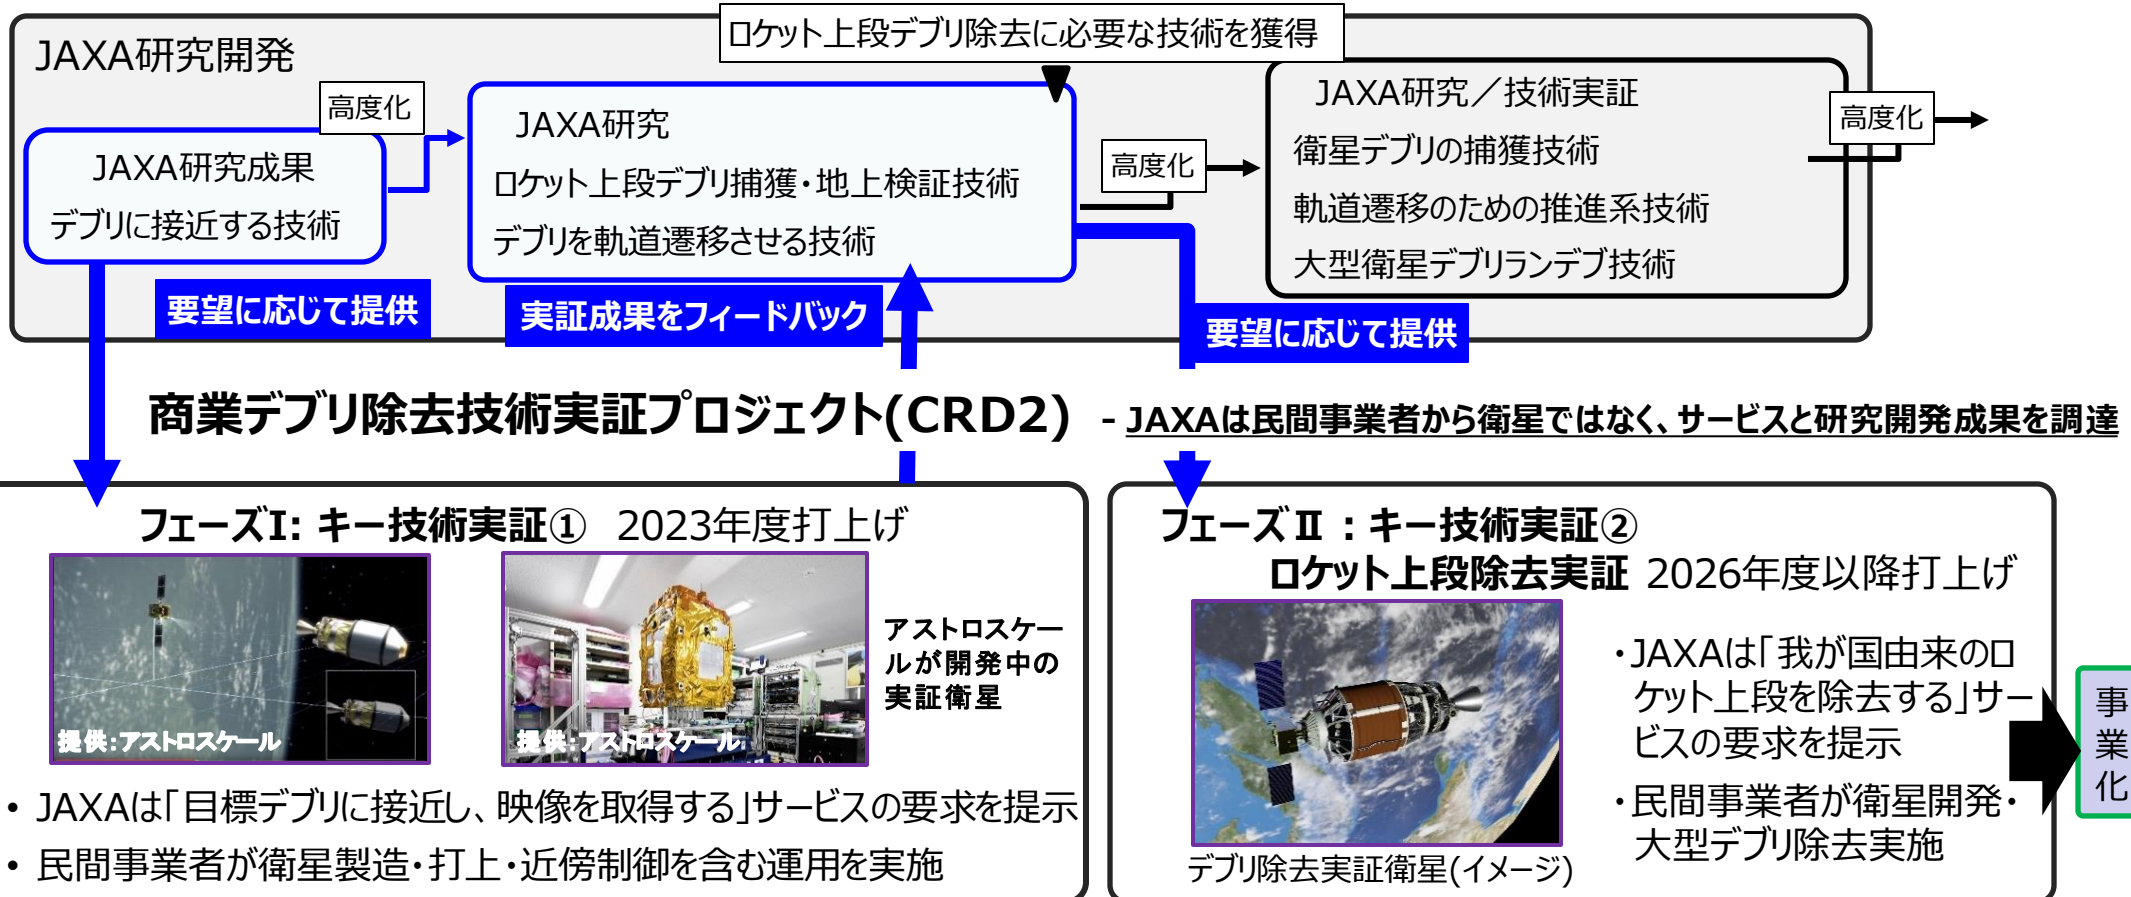 ロケット上段デブリ除去に必要な技術を獲得
JAXA研究開発
高度化
JAXA研究成果
デブリに接近する技術
JAXA研究
ロケット上段デブリ捕獲・地上検証技術
デブリを軌道遷移させる技術
高度化
JAXA研究／技術実証
衛星デブリの捕獲技術
軌道遷移のための推進系技術
大型衛星デブリランデブ技術
高度化
要望に応じて提供
実証成果をフィードバック
要望に応じて提供
商業デブリ除去技術実証プロジェクト(CRD2) - JAXAは民間事業者から衛星ではなく、サービスと研究開発成果を調達
フェーズI: キー技術実証① 2023年度打上げ
提供:アストロスケール
提供:アストロスケール
アストロスケー
ルが開発中の
実証衛星
• JAXAは「目標デブリに接近し、映像を取得する」サービスの要求を提示
• 民間事業者が衛星製造・打上・近傍制御を含む運用を実施
フェーズⅡ：キー技術実証②
ロケット上段除去実証 2026年度以降打上げ
デブリ除去実証衛星(イメージ)
・JAXAは「我が国由来のロ
ケット上段を除去する」サー
ビスの要求を提示
・民間事業者が衛星開発・
大型デブリ除去実施
事
業
化